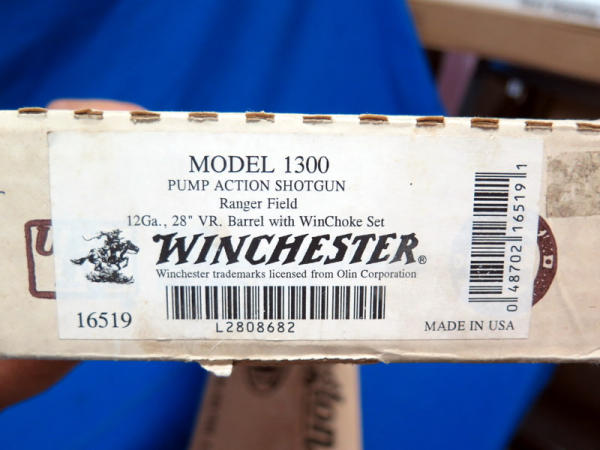 MODEL 1300
PUMP ACTION SHOTGUN
Ranger Field
12Ga., 28" VR. Barrel with WinChoke Set
WINCHESTER®
Winchester trademarks licensed from Olin Corporation
16519
L2808682
MADE IN USA
0 48702 16519 1